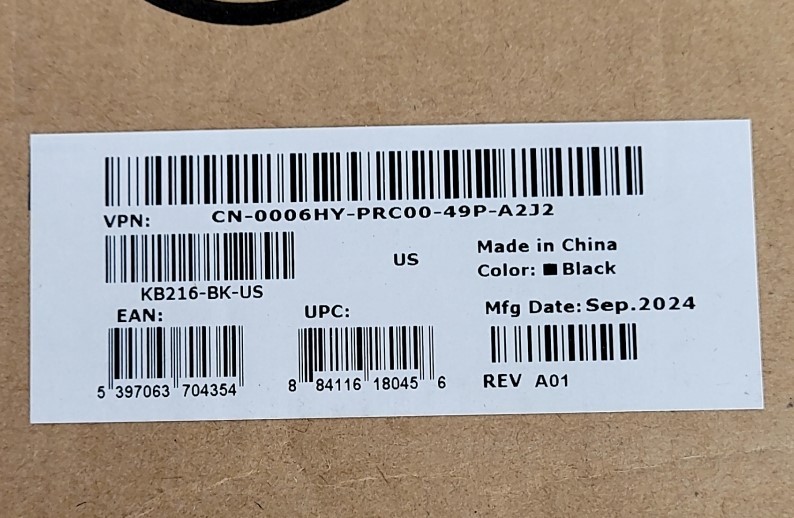 CN-0006HY-PRC00-49P-A2J2
VPN:
KB216-BK-US
US
Made in China
Color: ■ Black
EAN:
5 397063 704354
UPC:
8 84116 18045 6
Mfg Date: Sep.2024
REV A01